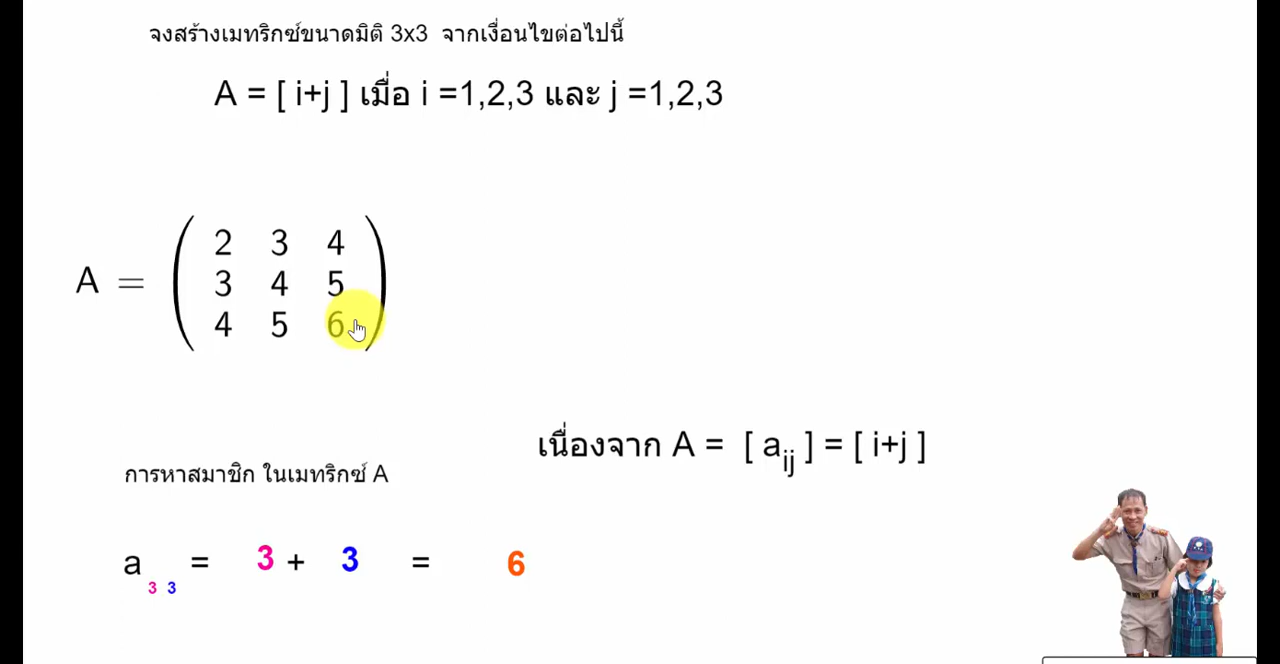 จงสร้างเมทริกซ์ขนาดมิติ 3x3 จากเงื่อนไขต่อไปนี้
A = [ i+j ] เมื่อ i =1,2,3 และ j =1,2,3
2 3 4
A = 3 4 5
4 5 6
เนื่องจาก A = [ a ij ] = [ i+j ]
การหาสมาชิก ในเมทริกซ์ A
a 3 3 = 3 + 3 = 6